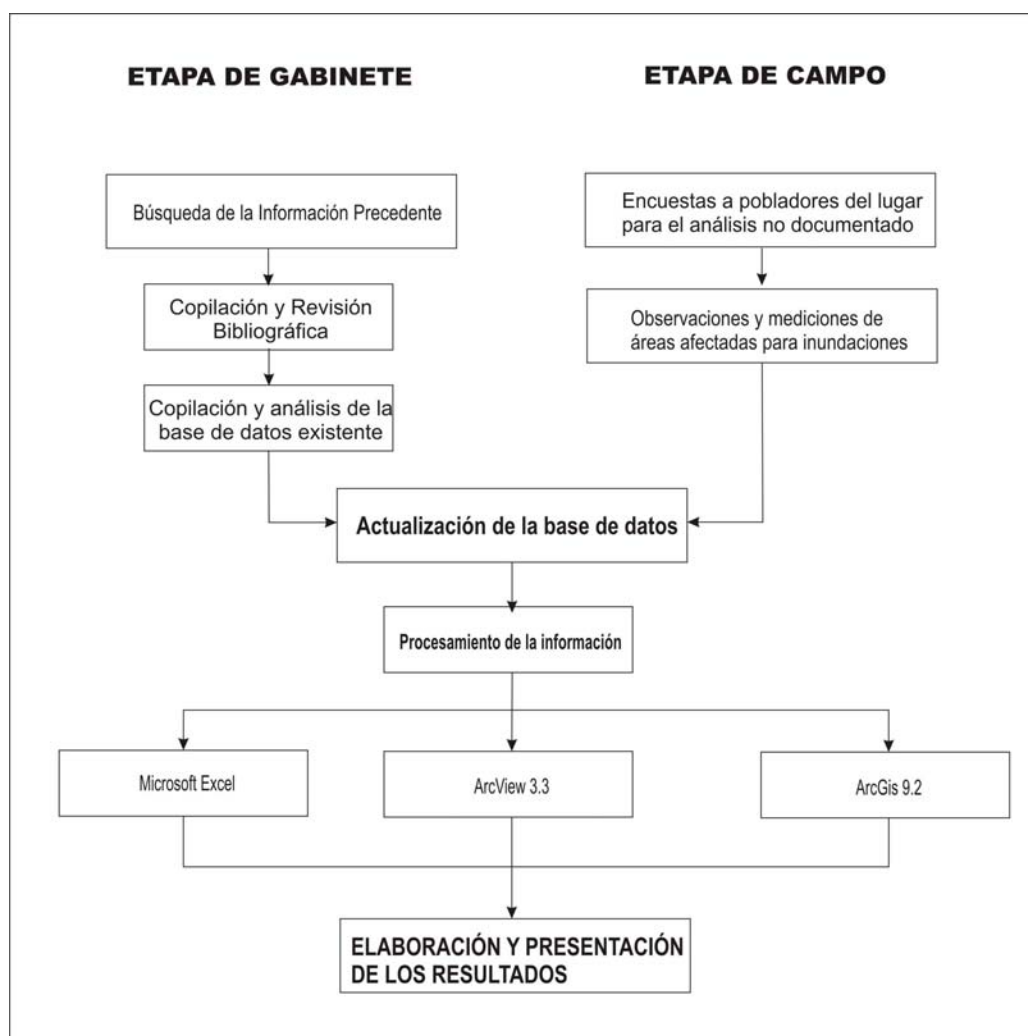 ETAPA DE GABINETE
ETAPA DE CAMPO
Búsqueda de la Información Precedente
Copilación y Revisión
Bibliográfica
Copilación y análisis de la
base de datos existente
Encuestas a pobladores del lugar
para el análisis no documentado
Observaciones y mediciones de
áreas afectadas para inundaciones
Actualización de la base de datos
Procesamiento de la información
Microsoft Excel
ArcView 3.3
ArcGis 9.2
ELABORACIÓN Y PRESENTACIÓN
DE LOS RESULTADOS